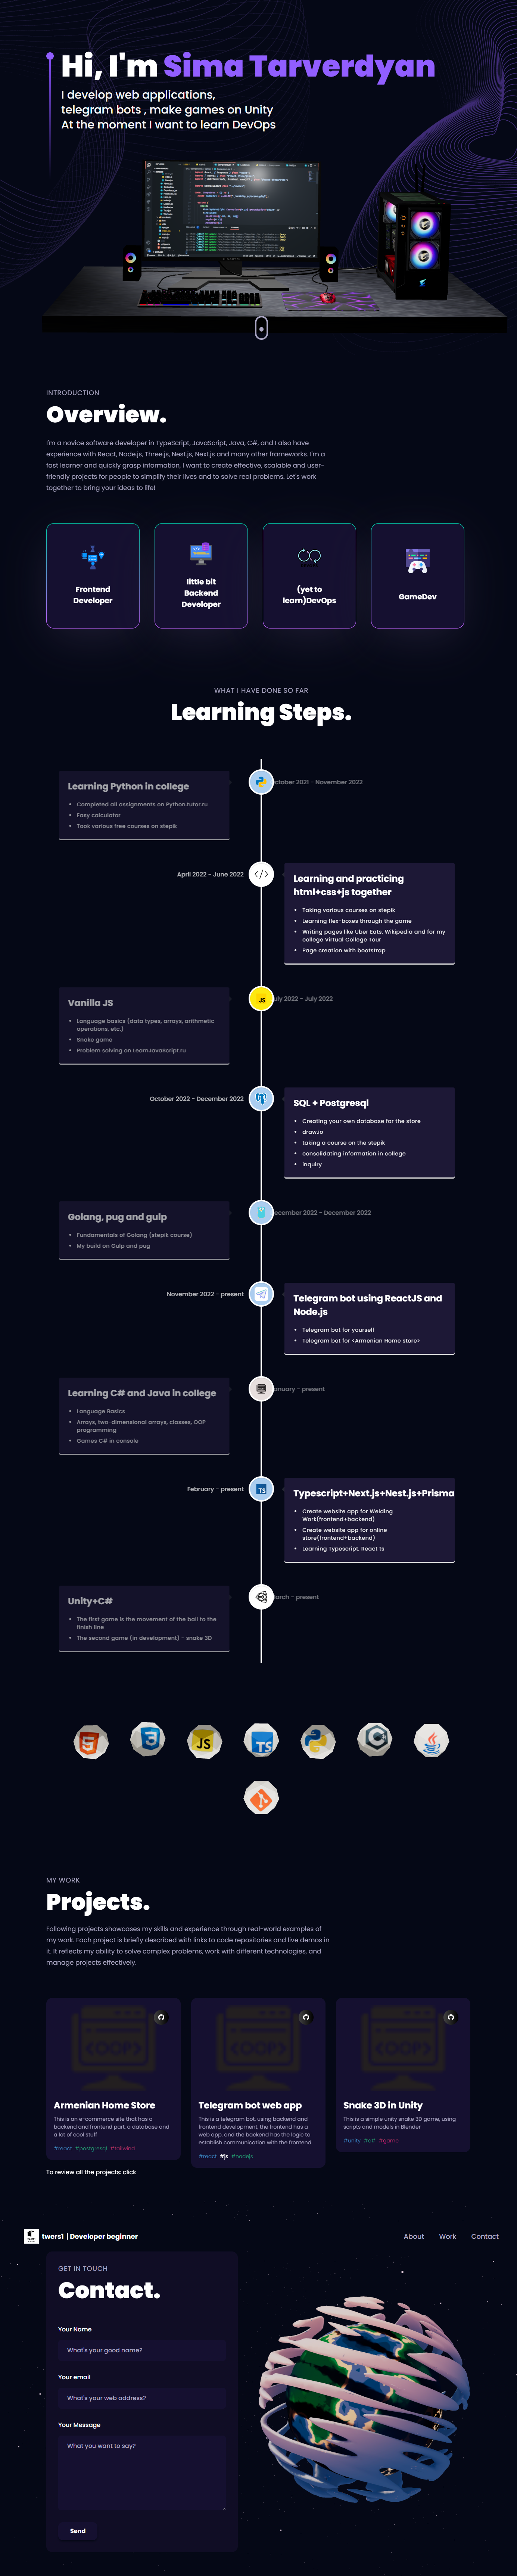 Hi, I'm Sima Tarverdyan
I develop web applications,
telegram bots , make games on Unity
At the moment I want to learn DevOps
INTRODUCTION
Overview.
I'm a novice software developer in TypeScript, JavaScript, Java, C#, and I also have
experience with React, Node.js, Three.js, Nest.js, Next.js and many other frameworks. I'm a
fast learner and quickly grasp information, I want to create effective, scalable and user-
friendly projects for people to simplify their lives and to solve real problems. Let's work
together to bring your ideas to life!
Frontend
Developer
little bit
Backend
Developer
(yet to
learn)DevOps
GameDev
WHAT I HAVE DONE SO FAR
Learning Steps.
Learning Python in college
• Completed all assignments on Python.tutor.ru
• Easy calculator
• Took various free courses on stepik
ctober 2021 - November 2022
April 2022 - June 2022
Learning and practicing
html+css+js together
• Taking various courses on stepik
• Learning flex-boxes through the game
• Writing pages like Uber Eats, Wikipedia and for my
college Virtual College Tour
• Page creation with bootstrap
Vanilla JS
• Language basics (data types, arrays, arithmetic
operations, etc.)
• Snake game
• Problem solving on LearnJavaScript.ru
JS
uly 2022 - July 2022
October 2022 - December 2022
SQL + Postgresql
• Creating your own database for the store
• draw.io
• taking a course on the stepik
• consolidating information in college
• inquiry
Golang, pug and gulp
• Fundamentals of Golang (stepik course)
• My build on Gulp and pug
ecember 2022 - December 2022
November 2022 - present
Telegram bot using ReactJS and
Node.js
• Telegram bot for yourself
• Telegram bot for <Armenian Home store>
Learning C# and Java in college
• Language Basics
• Arrays, two-dimensional arrays, classes, OOP
programming
• Games C# in console
anuary - present
February - present
TS
Typescript+Next.js+Nest.js+Prisma
• Create website app for Welding
Work(frontend+backend)
• Create website app for online
store(frontend+backend)
• Learning Typescript, React ts
Unity+C#
• The first game is the movement of the ball to the
finish line
• The second game (in development) - snake 3D
arch - present
JS
TS
MY WORK
Projects.
Following projects showcases my skills and experience through real-world examples of
my work. Each project is briefly described with links to code repositories and live demos in
it. It reflects my ability to solve complex problems, work with different technologies, and
manage projects effectively.
<OOP>
<OOP>
<OOP>
Armenian Home Store
This is an e-commerce site that has a
backend and frontend part, a database and
a lot of cool stuff
#react #postgresql #tailwind
Telegram bot web app
This is a telegram bot, using backend and
frontend development, the frontend has a
web app, and the backend has the logic to
establish communication with the frontend
#react #js #nodejs
Snake 3D in Unity
This is a simple unity snake 3D game, using
scripts and models in Blender
#unity #c# #game
To review all the projects: click
twers1 | Developer beginner
About
Work
Contact
GET IN TOUCH
Contact.
Your Name
What's your good name?
Your email
What's your web address?
Your Message
What you want to say?
Send